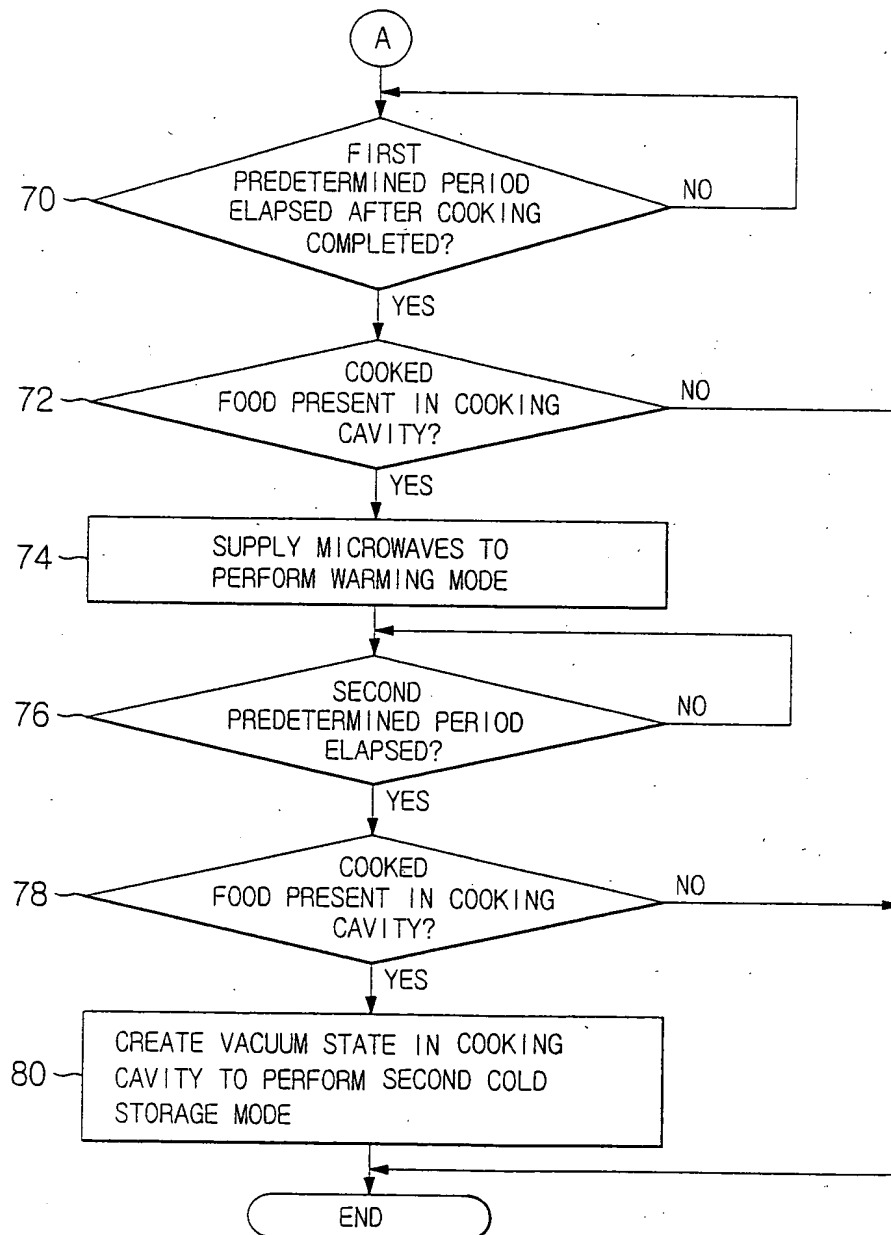 A
FIRST
PREDETERMINED PERIOD
ELAPSED AFTER COOKING
COMPLETED?
70
NO
YES
COOKED
FOOD PRESENT IN COOKING
CAVITY?
72
NO
YES
SUPPLY MICROWAVES TO
PERFORM WARMING MODE
74
SECOND
PREDETERMINED PERIOD
ELAPSED?
76
NO
YES
COOKED
FOOD PRESENT IN COOKING
CAVITY?
78
NO
YES
CREATE VACUUM STATE IN COOKING
CAVITY TO PERFORM SECOND COLD
STORAGE MODE
80
END